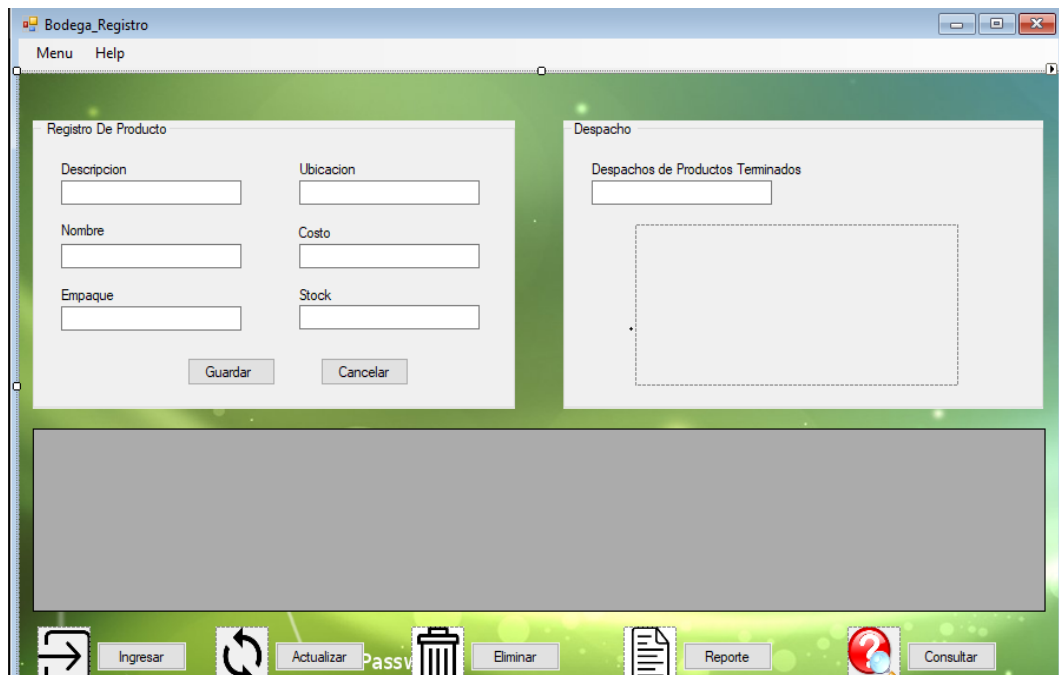 Bodega_Registro
Menu Help
Registro De Producto
Descripcion
Ubicacion
Nombre
Costo
Empaque
Stock
Guardar
Cancelar
Despacho
Despachos de Productos Terminados
Ingresar
Actualizar
Eliminar
Reporte
Consultar